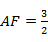 AF = 3/2